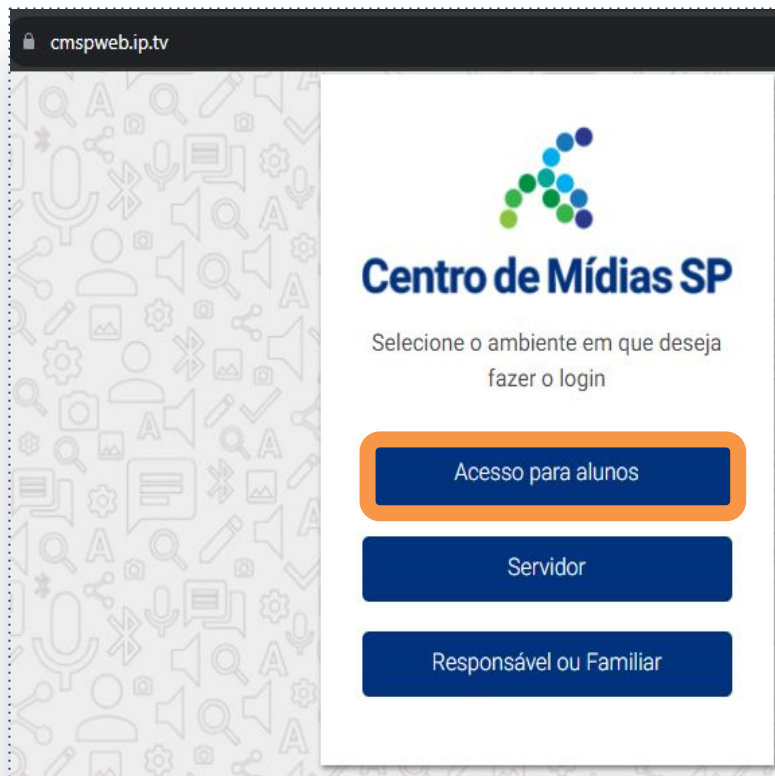 cmspweb.ip.tv
Centro de Mídias SP
Selecione o ambiente em que deseja
fazer o login
Acesso para alunos
Servidor
Responsável ou Familiar